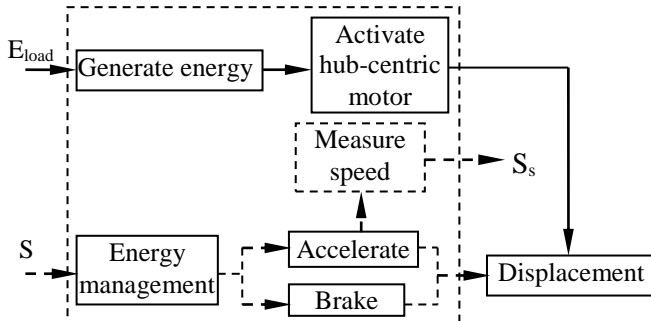 E_load
Generate energy
Activate
hub-centric
motor
Measure
speed
S_s
S
Energy
management
Accelerate
Brake
Displacement